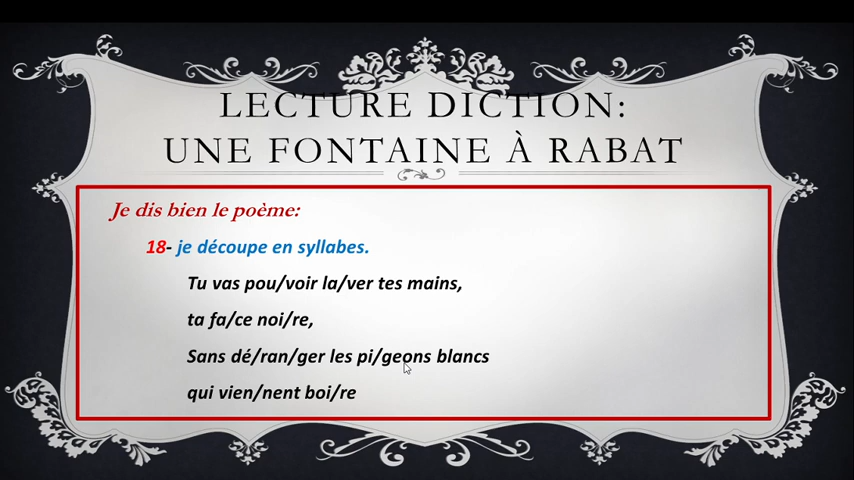 LECTURE DICTION:
UNE FONTAINE À RABAT
Je dis bien le poème:
18- je découpe en syllabes.
Tu vas pou/voir la/ver tes mains,
ta fa/ce noi/re,
Sans dé/ran/ger les pi/geons blancs
qui vien/nent boi/re